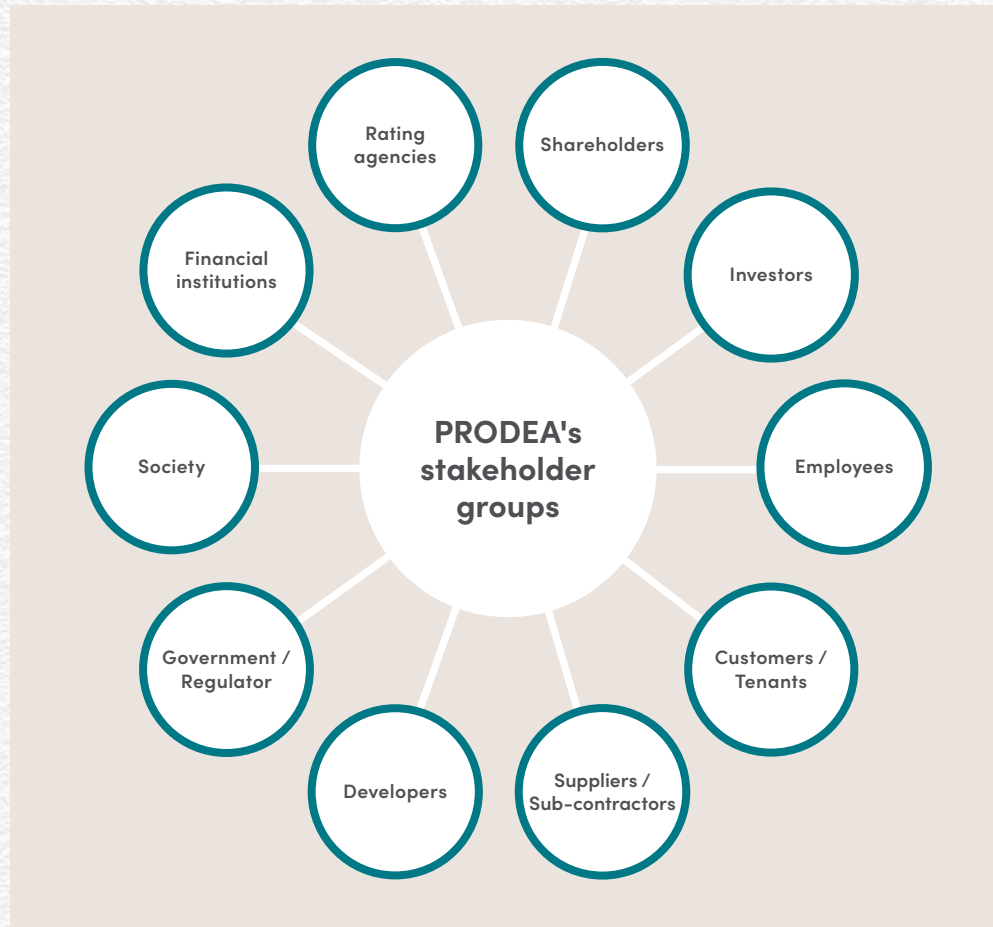 Rating
agencies
Shareholders
Financial
institutions
Investors
Society
PRODEA's
stakeholder
groups
Employees
Government /
Regulator
Customers /
Tenants
Developers
Suppliers /
Sub-contractors